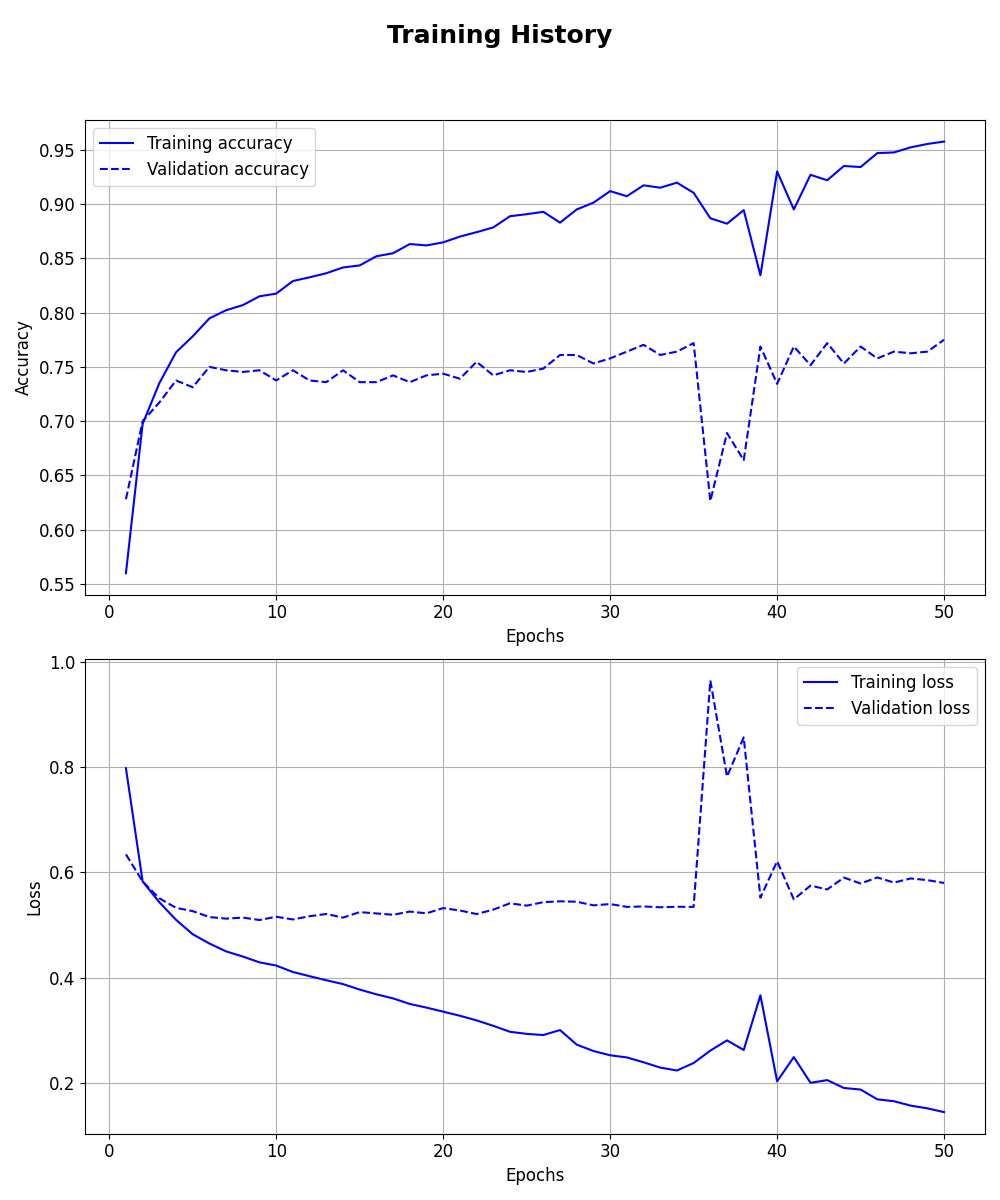 Training History
Training accuracy
Validation accuracy
Accuracy
0.95
0.90
0.85
0.80
0.75
0.70
0.65
0.60
0.55
0
10
20
30
40
50
Epochs
Training loss
Validation loss
Loss
1.0
0.8
0.6
0.4
0.2
0
10
20
30
40
50
Epochs